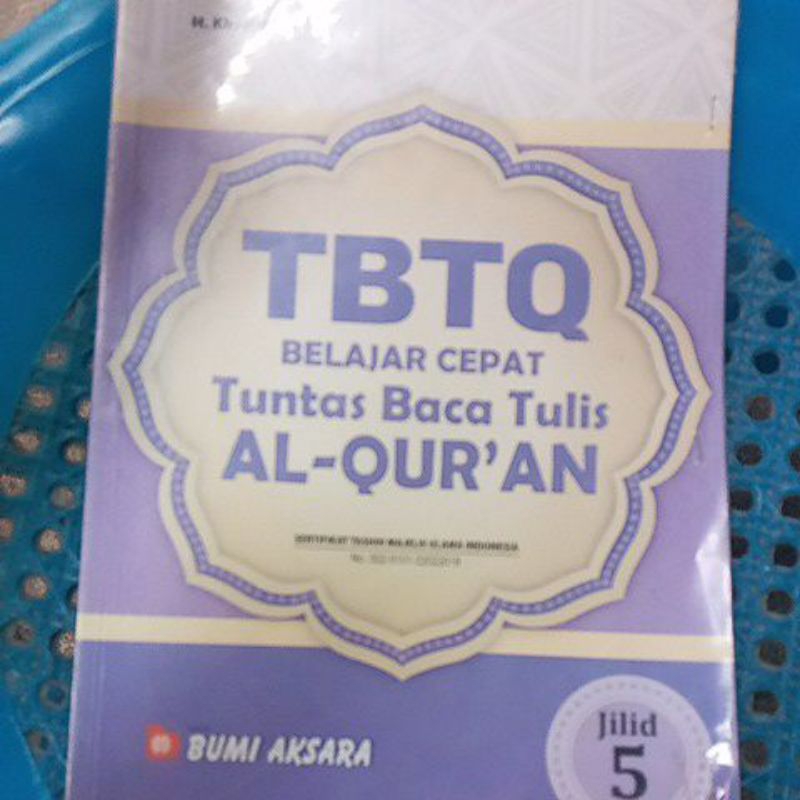 H.
TBTQ
BELAJAR CEPAT
Tuntas Baca Tulis
AL-QUR'AN
BUMI AKSARA
Jilid
5